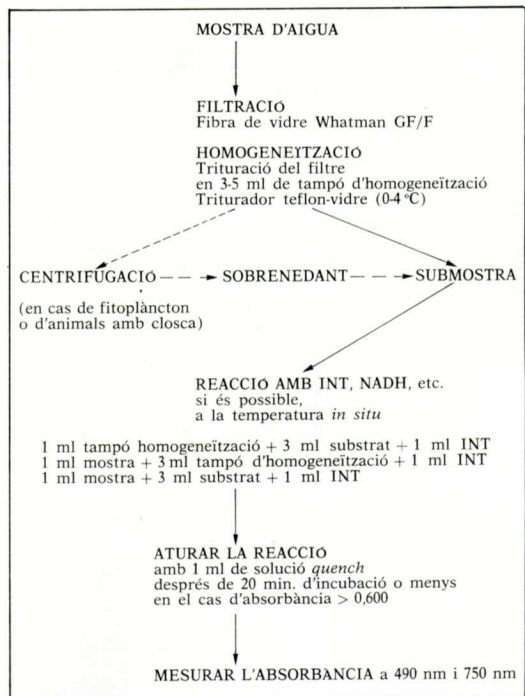 MOSTRA D'AIGUA
FILTRACIÓ
Fibra de vidre Whatman GF/F
HOMOGENEÏTZACIÓ
Trituració del filtre
en 3-5 ml de tampó d'homogeneïtzació
Triturador teflon-vidre (0-4 °C)
CENTRIFUGACIÓ SOBRENEDANT SUBMOSTRA
(en cas de fitoplàncton
o d'animals amb closca)
REACCIÓ AMB INT, NADH, etc.
si és possible,
a la temperatura in situ
1 ml tampó homogeneïtzació + 3 ml substrat + 1 ml INT
1 ml mostra + 3 ml tampó d'homogeneïtzació + 1 ml INT
1 ml mostra + 3 ml substrat + 1 ml INT
ATURAR LA REACCIÓ
amb 1 ml de solució quench
després de 20 min. d'incubació o menys
en el cas d'absorbància > 0,600
MESURAR L'ABSORBÀNCIA a 490 nm i 750 nm